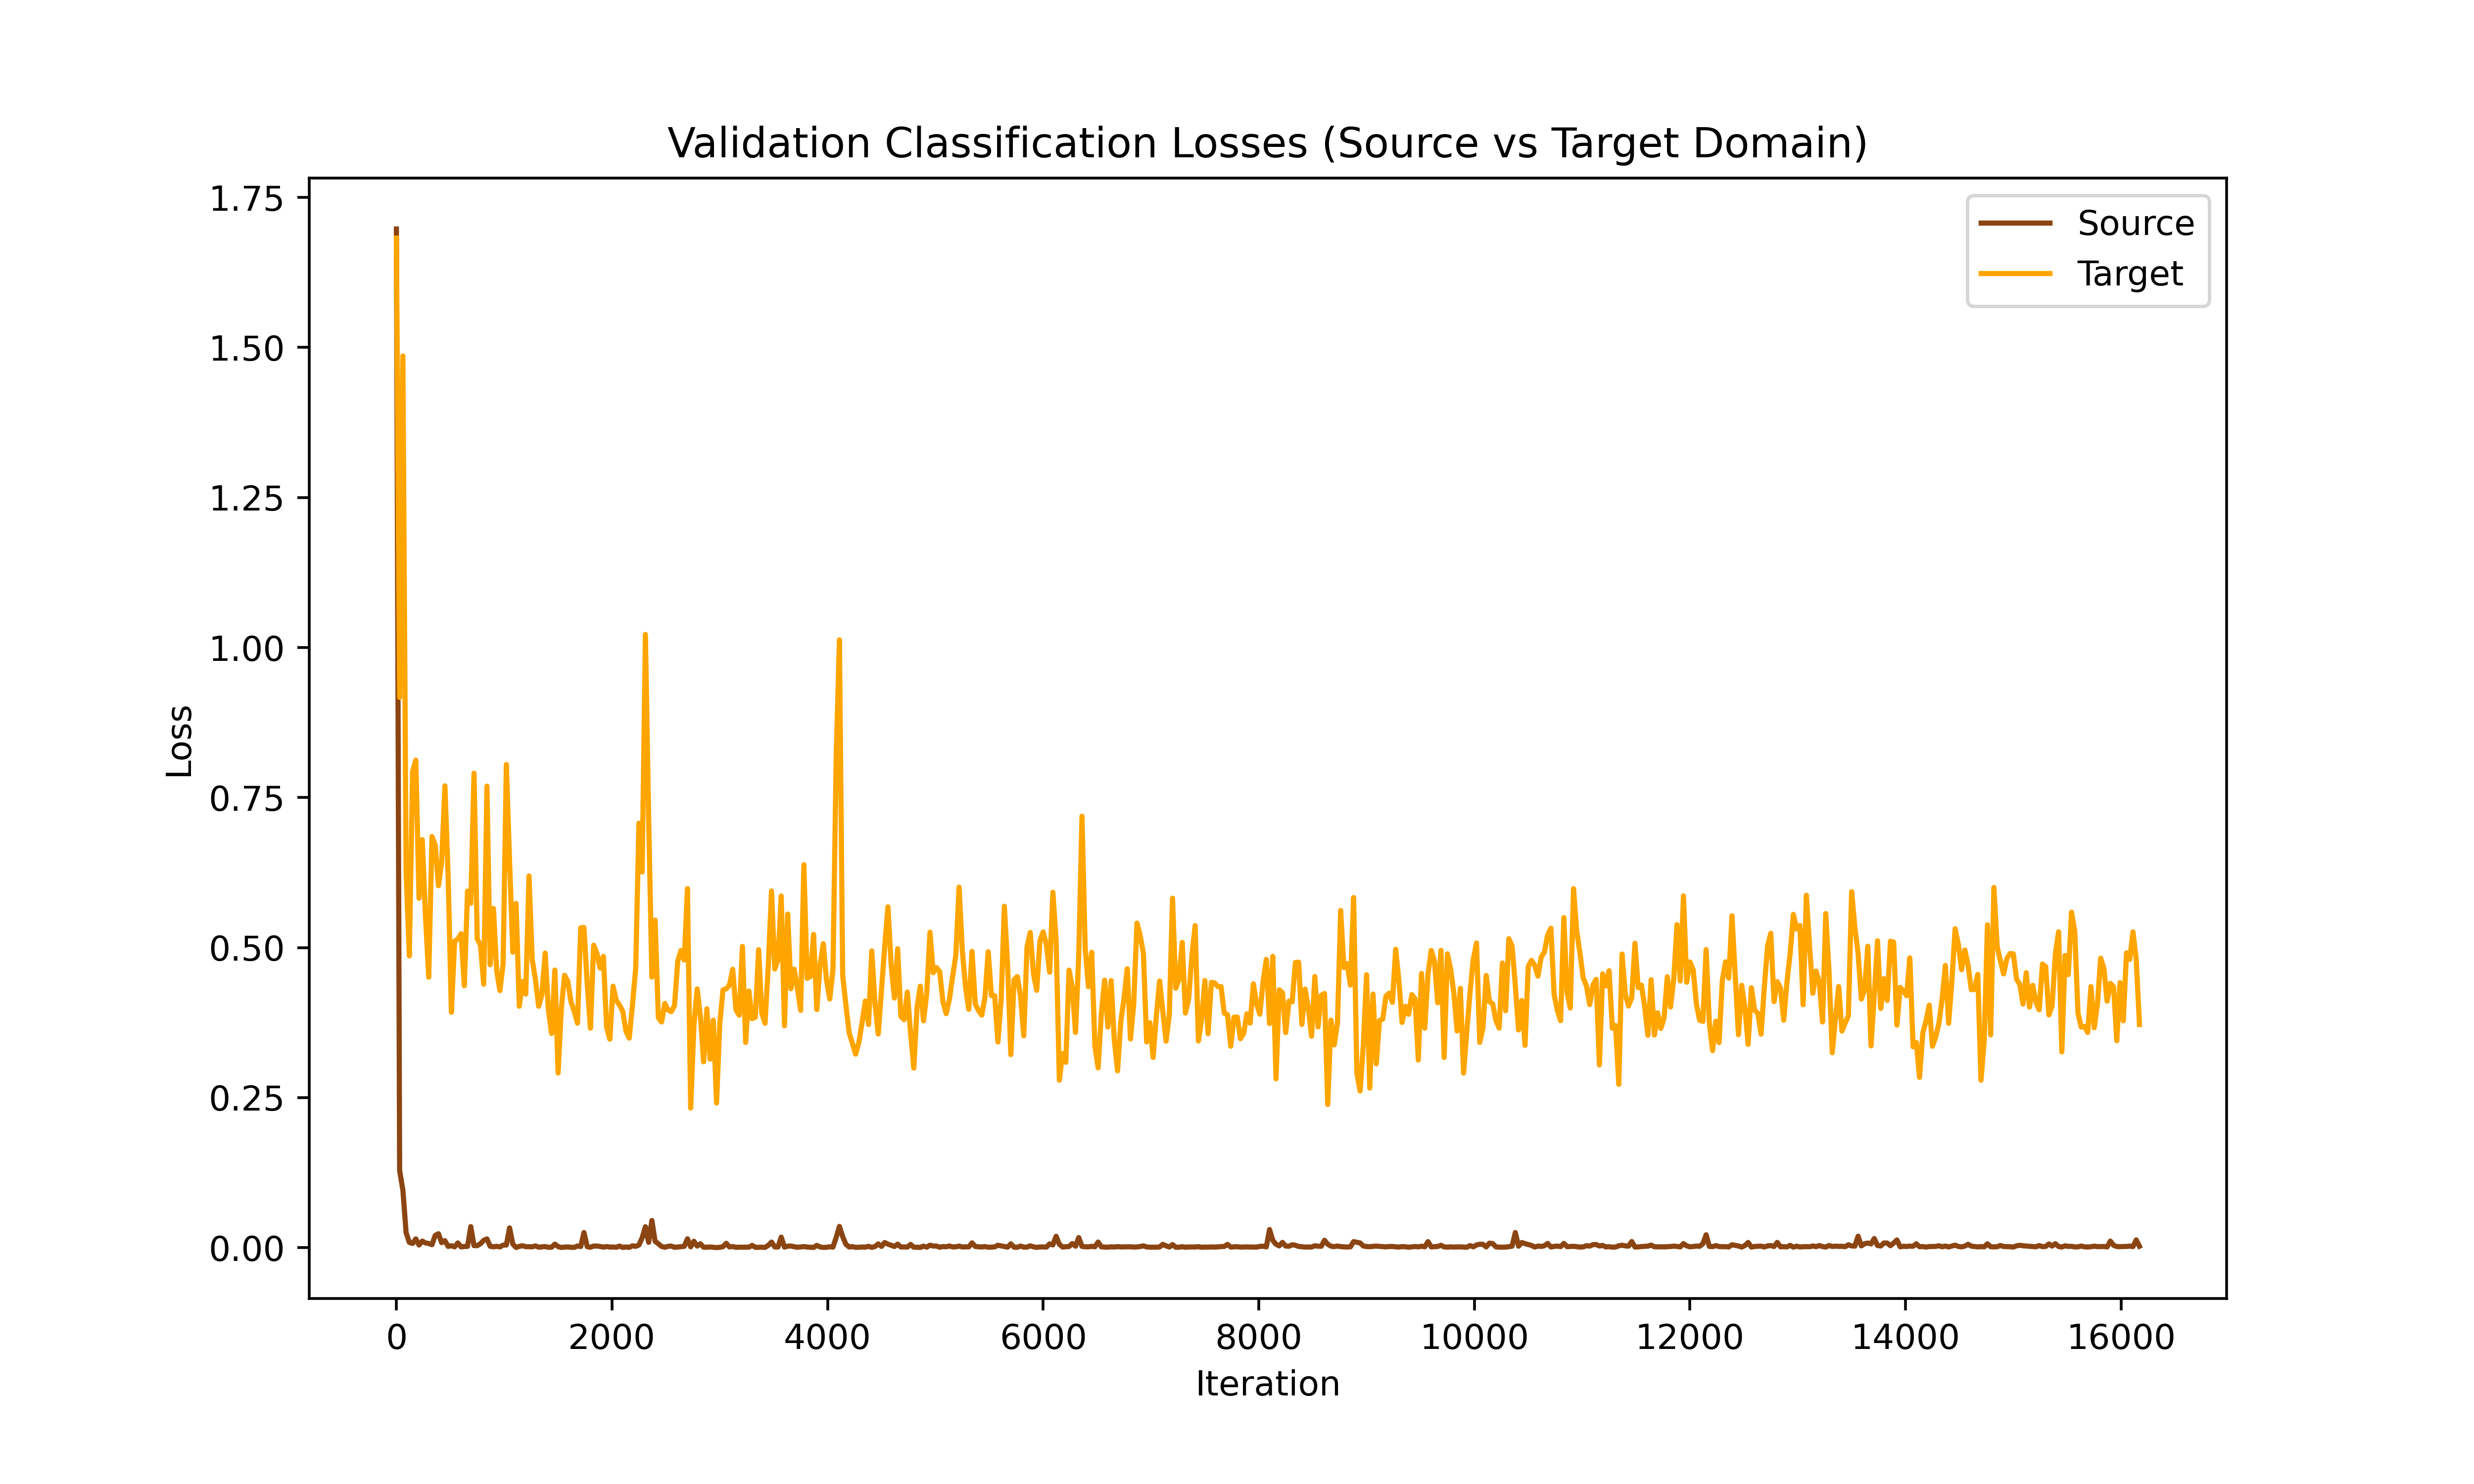 Validation Classification Losses (Source vs Target Domain)
Source
Target
Loss
1.75
1.50
1.25
1.00
0.75
0.50
0.25
0.00
0 2000 4000 6000 8000 10000 12000 14000 16000
Iteration